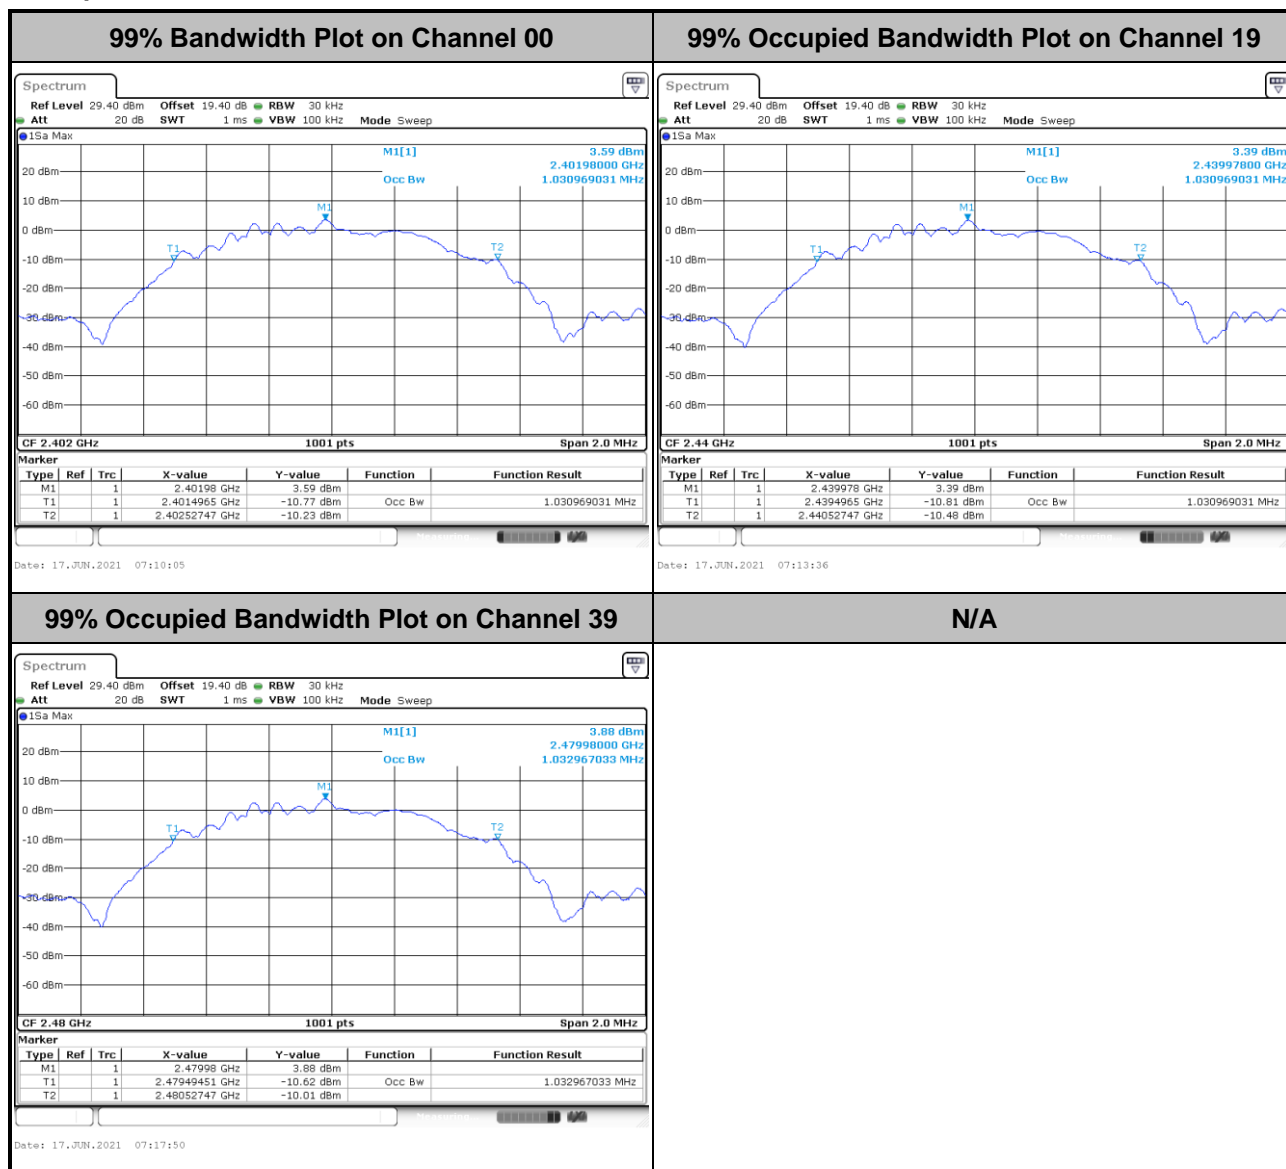 99% Bandwidth Plot on Channel 00
Spectrum
Ref Level 29.40 dBm Offset 19.40 dB RBW 30 kHz
Att 20 dB SWT 1 ms VBW 100 kHz Mode Sweep
1Sa Max
M1[1] 3.59 dBm
2.40198000 GHz
Occ Bw 1.030969031 MHz
20 dBm
10 dBm
M1
0 dBm
T1
T2
-10 dBm
-20 dBm
-30 dBm
-40 dBm
-50 dBm
-60 dBm
CF 2.402 GHz 1001 pts Span 2.0 MHz
Marker
Type Ref Trc X-value Y-value Function Function Result
M1 1 2.40198 GHz 3.59 dBm
T1 1 2.4014965 GHz -10.77 dBm Occ Bw 1.030969031 MHz
T2 1 2.40252747 GHz -10.23 dBm
Measuring
Date: 17.JUN.2021 07:10:05
99% Occupied Bandwidth Plot on Channel 19
Spectrum
Ref Level 29.40 dBm Offset 19.40 dB RBW 30 kHz
Att 20 dB SWT 1 ms VBW 100 kHz Mode Sweep
1Sa Max
M1[1] 3.39 dBm
2.43997800 GHz
Occ Bw 1.030969031 MHz
20 dBm
10 dBm
M1
0 dBm
T1
T2
-10 dBm
-20 dBm
-30 dBm
-40 dBm
-50 dBm
-60 dBm
CF 2.44 GHz 1001 pts Span 2.0 MHz
Marker
Type Ref Trc X-value Y-value Function Function Result
M1 1 2.439978 GHz 3.39 dBm
T1 1 2.4394965 GHz -10.81 dBm Occ Bw 1.030969031 MHz
T2 1 2.44052747 GHz -10.48 dBm
Measuring
Date: 17.JUN.2021 07:13:36
99% Occupied Bandwidth Plot on Channel 39
Spectrum
Ref Level 29.40 dBm Offset 19.40 dB RBW 30 kHz
Att 20 dB SWT 1 ms VBW 100 kHz Mode Sweep
1Sa Max
M1[1] 3.88 dBm
2.47998000 GHz
Occ Bw 1.032967033 MHz
20 dBm
10 dBm
M1
0 dBm
T1
T2
-10 dBm
-20 dBm
-30 dBm
-40 dBm
-50 dBm
-60 dBm
CF 2.48 GHz 1001 pts Span 2.0 MHz
Marker
Type Ref Trc X-value Y-value Function Function Result
M1 1 2.47998 GHz 3.88 dBm
T1 1 2.47949451 GHz -10.62 dBm Occ Bw 1.032967033 MHz
T2 1 2.48052747 GHz -10.01 dBm
Measuring
Date: 17.JUN.2021 07:17:50
N/A